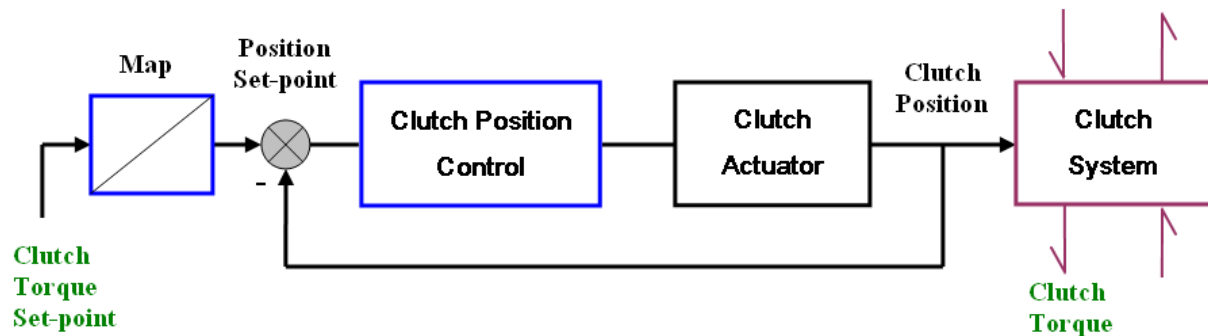 Map
Position
Set-point
Clutch Position
Control
Clutch
Actuator
Clutch
Position
Clutch
System
-
Clutch
Torque
Set-point
Clutch
Torque